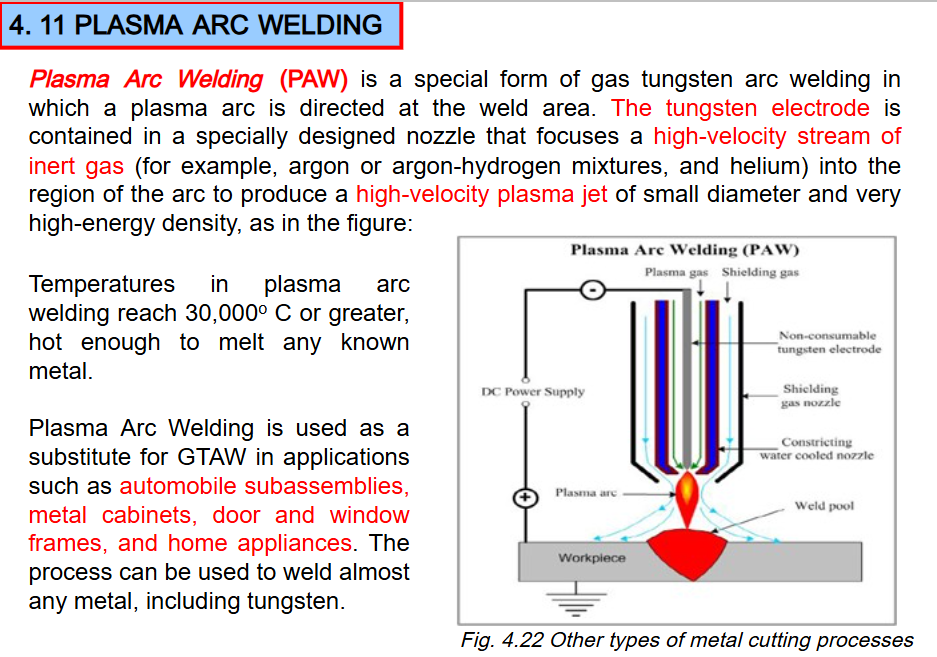 4. 11 PLASMA ARC WELDING
Plasma Arc Welding (PAW) is a special form of gas tungsten arc welding in
which a plasma arc is directed at the weld area. The tungsten electrode is
contained in a specially designed nozzle that focuses a high-velocity stream of
inert gas (for example, argon or argon-hydrogen mixtures, and helium) into the
region of the arc to produce a high-velocity plasma jet of small diameter and very
high-energy density, as in the figure:
Temperatures in plasma arc
welding reach 30,000⁰ C or greater,
hot enough to melt any known
metal.
Plasma Arc Welding is used as a
substitute for GTAW in applications
such as automobile subassemblies,
metal cabinets, door and window
frames, and home appliances. The
process can be used to weld almost
any metal, including tungsten.
Plasma Arc Welding (PAW)
Plasma gas Shielding gas
-
Non-consumable
tungsten electrode
DC Power Supply
Shielding
gas nozzle
Constricting
water cooled nozzle
+
Plasma arc
Weld pool
Workpiece
Fig. 4.22 Other types of metal cutting processes